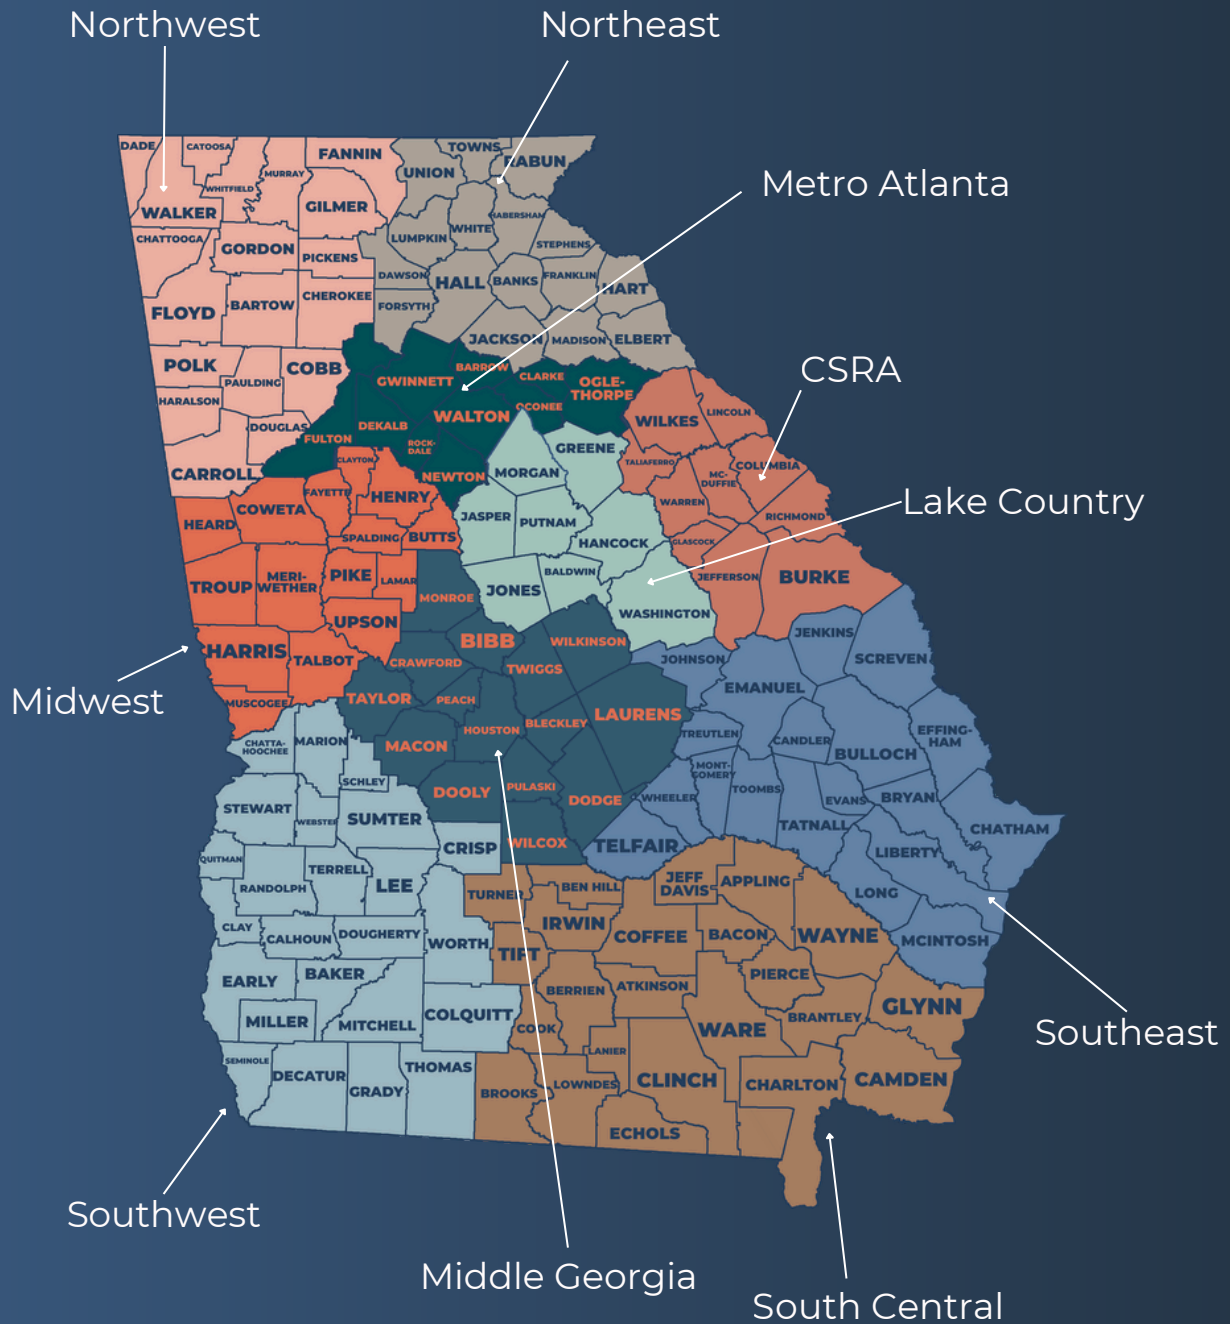 Northwest
Northeast
Metro Atlanta
CSRA
Lake Country
Midwest
Southeast
Southwest
Middle Georgia
South Central
DADE
CATOOSA
WHITFIELD
MURRAY
FANNIN
WALKER
GILMER
CHATTOOGA
GORDON
PICKENS
FLOYD
BARTOW
CHEROKEE
POLK
PAULDING
COBB
HARALSON
DOUGLAS
CARROLL
UNION
TOWNS
RABUN
LUMPKIN
WHITE
HABERSHAM
STEPHENS
DAWSON
HALL
BANKS
FRANKLIN
HART
FORSYTH
JACKSON
MADISON
ELBERT
GWINNETT
BARROW
CLARKE
OGLE-
THORPE
OCONEE
WALTON
DEKALB
FULTON
ROCK-
DALE
NEWTON
WILKES
LINCOLN
TALIAFERRO
MC-
DUFFIE
COLUMBIA
WARREN
RICHMOND
GLASCOCK
JEFFERSON
BURKE
GREENE
MORGAN
JASPER
PUTNAM
HANCOCK
JONES
BALDWIN
WASHINGTON
CLAYTON
FAYETTE
HENRY
COWETA
HEARD
SPALDING
BUTTS
TROUP
MERI-
WETHER
PIKE
LAMAR
UPSON
HARRIS
TALBOT
MUSCOGEE
MONROE
BIBB
WILKINSON
CRAWFORD
TWIGGS
TAYLOR
PEACH
HOUSTON
BLECKLEY
LAURENS
MACON
DOOLY
PULASKI
DODGE
WILCOX
JENKINS
SCREVEN
JOHNSON
EMANUEL
TREUTLEN
CANDLER
BULLOCH
EFFING-
HAM
MONT-
GOMERY
WHEELER
TOOMBS
EVANS
BRYAN
TATNALL
CHATHAM
TELFAIR
LIBERTY
LONG
MCINTOSH
CHATTA-
HOOCHEE
MARION
SCHLEY
STEWART
WEBSTER
SUMTER
CRISP
QUITMAN
TERRELL
RANDOLPH
LEE
CLAY
CALHOUN
DOUGHERTY
WORTH
EARLY
BAKER
MILLER
MITCHELL
COLQUITT
SEMINOLE
DECATUR
GRADY
THOMAS
TURNER
BEN HILL
JEFF
DAVIS
APPLING
IRWIN
COFFEE
BACON
WAYNE
TIFT
PIERCE
BERRIEN
ATKINSON
GLYNN
COOK
WARE
BRANTLEY
LANIER
BROOKS
LOWNDES
CLINCH
CHARLTON
CAMDEN
ECHOLS